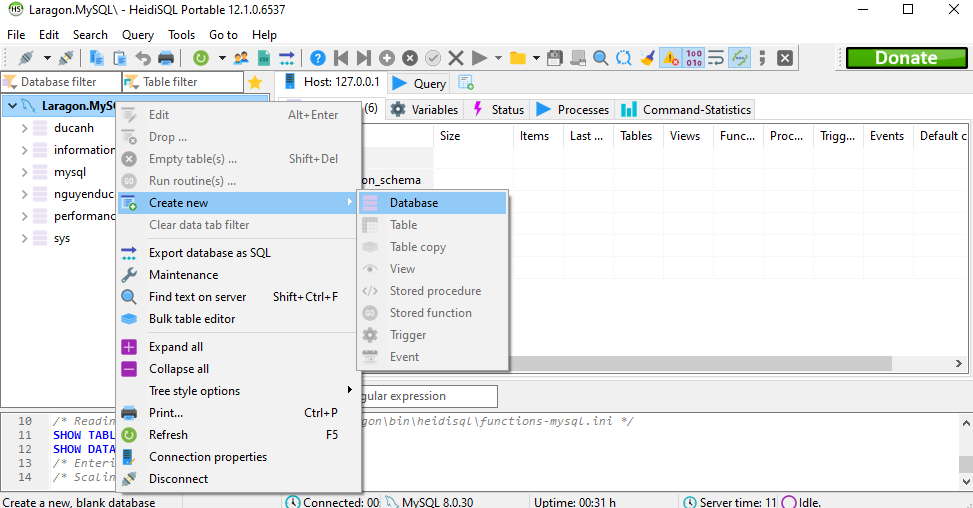 Laragon.MySQL\ - HeidiSQL Portable 12.1.0.6537
File Edit Search Query Tools Go to Help
Donate
Database filter Table filter Host: 127.0.0.1 Query
Laragon.MySQ (6) Variables Status Processes Command-Statistics
ducanh
information
mysql
nguyenduc
performanc
sys
Size Items Last ... Tables Views Func... Proc... Trigg... Events Default c
on_schema
Edit Alt+Enter
Drop ...
Empty table(s) ... Shift+Del
Run routine(s) ...
Create new
Clear data tab filter
Export database as SQL
Maintenance
Find text on server Shift+Ctrl+F
Bulk table editor
Expand all
Collapse all
Tree style options
Print... Ctrl+P
Refresh F5
Connection properties
Disconnect
Database
Table
Table copy
View
Stored procedure
Stored function
Trigger
Event
gular expression
10 /* Readin gon\bin\heidisql\functions-mysql.ini */
11 SHOW TABL
12 SHOW DATA
13 /* Enteri
14 /* Scalin
Create a new, blank database Connected: 00 MySQL 8.0.30 Uptime: 00:31 h Server time: 11 Idle.